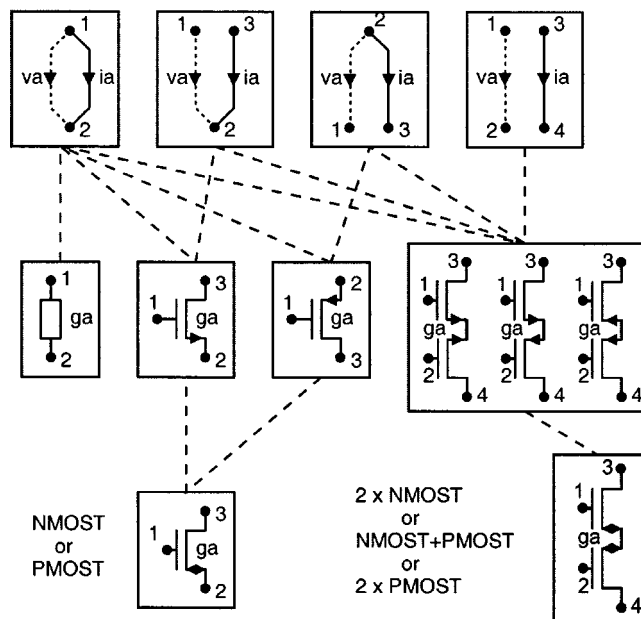 1
va ia
2
1 3
va ia
2
2
va ia
1 3
1 3
va ia
2 4
1
ga
2
3
1 ga
2
2
1 ga
3
3 3 3
1 1 1
ga ga ga
2 2 2
4 4 4
NMOST
or
PMOST
3
1 ga
2
2 x NMOST
or
NMOST+PMOST
or
2 x PMOST
3
1
ga
2
4